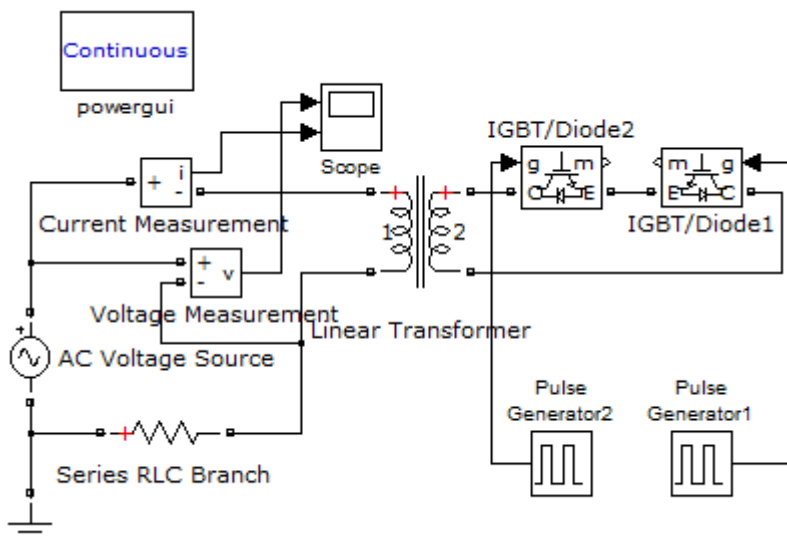 Continuous
powergui
Scope
i
+
-
Current Measurement
+
-
v
Voltage Measurement
+
AC Voltage Source
+
Series RLC Branch
+
+
1
2
Linear Transformer
IGBT/Diode2
g
m
C
E
m
g
E
C
IGBT/Diode1
Pulse
Generator2
Pulse
Generator1